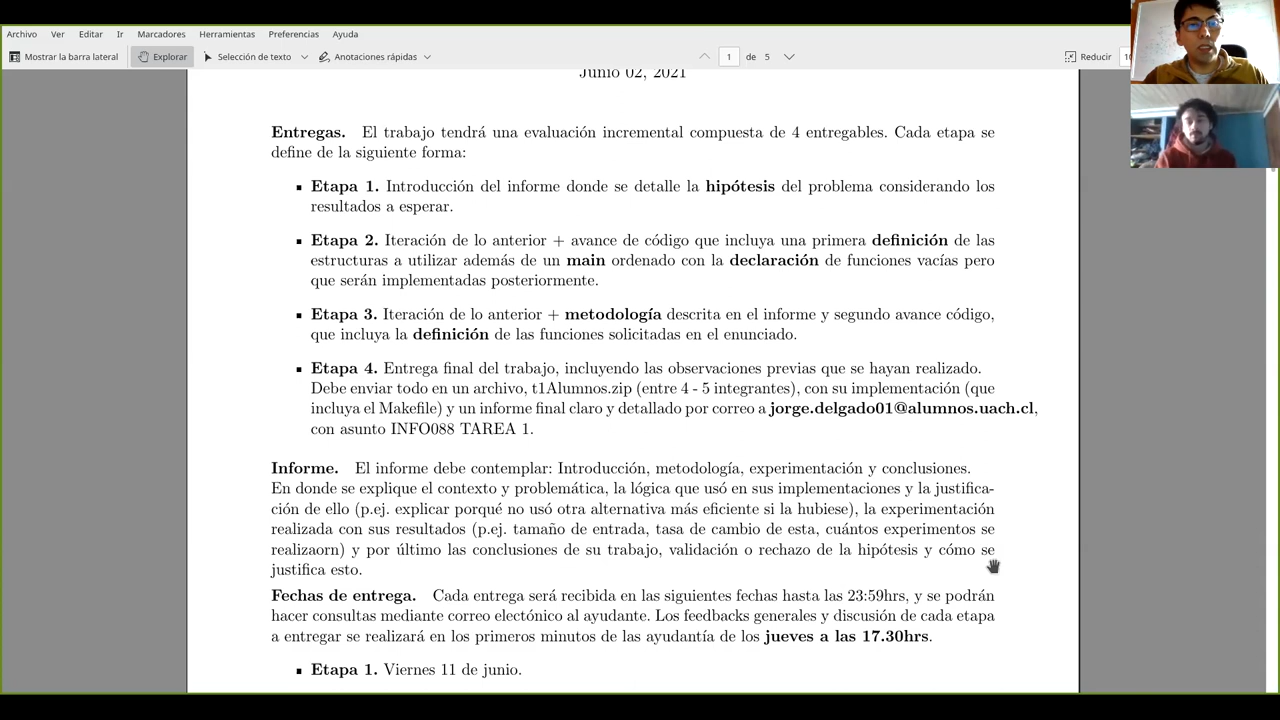 Archivo Ver Editar Ir Marcadores Herramientas Preferencias Ayuda
Mostrar la barra lateral Explorar Selección de texto Anotaciones rápidas 1 de 5 Reducir
Junio 02, 2021
Entregas. El trabajo tendrá una evaluación incremental compuesta de 4 entregables. Cada etapa se
define de la siguiente forma:
Etapa 1. Introducción del informe donde se detalle la hipótesis del problema considerando los
resultados a esperar.
Etapa 2. Iteración de lo anterior + avance de código que incluya una primera definición de las
estructuras a utilizar además de un main ordenado con la declaración de funciones vacías pero
que serán implementadas posteriormente.
Etapa 3. Iteración de lo anterior + metodología descrita en el informe y segundo avance código,
que incluya la definición de las funciones solicitadas en el enunciado.
Etapa 4. Entrega final del trabajo, incluyendo las observaciones previas que se hayan realizado.
Debe enviar todo en un archivo, t1Alumnos.zip (entre 4 - 5 integrantes), con su implementación (que
incluya el Makefile) y un informe final claro y detallado por correo a jorge.delgado01@alumnos.uach.cl,
con asunto INFO088 TAREA 1.
Informe. El informe debe contemplar: Introducción, metodología, experimentación y conclusiones.
En donde se explique el contexto y problemática, la lógica que usó en sus implementaciones y la justifica-
ción de ello (p.ej. explicar porqué no usó otra alternativa más eficiente si la hubiese), la experimentación
realizada con sus resultados (p.ej. tamaño de entrada, tasa de cambio de esta, cuántos experimentos se
realizaorn) y por último las conclusiones de su trabajo, validación o rechazo de la hipótesis y cómo se
justifica esto.
Fechas de entrega. Cada entrega será recibida en las siguientes fechas hasta las 23:59hrs, y se podrán
hacer consultas mediante correo electónico al ayudante. Los feedbacks generales y discusión de cada etapa
a entregar se realizará en los primeros minutos de las ayudantía de los jueves a las 17.30hrs.
Etapa 1. Viernes 11 de junio.